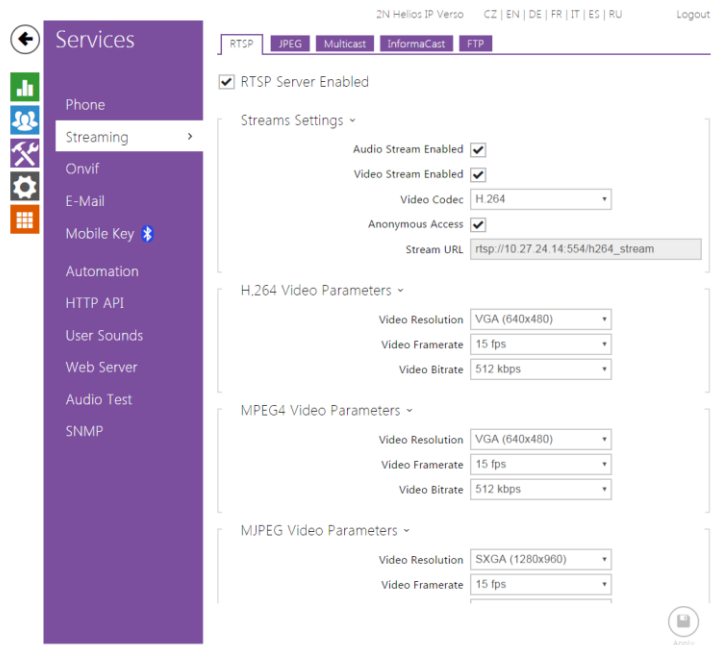 2N Helios IP Verso CZ | EN | DE | FR | IT | ES | RU Logout
Services
Phone
Streaming
Onvif
E-Mail
Mobile Key
Automation
HTTP API
User Sounds
Web Server
Audio Test
SNMP
RTSP JPEG Multicast InformaCast FTP
RTSP Server Enabled
Streams Settings
Audio Stream Enabled
Video Stream Enabled
Video Codec H.264
Anonymous Access
Stream URL rtsp://10.27.24.14:554/h264_stream
H.264 Video Parameters
Video Resolution VGA (640x480)
Video Framerate 15 fps
Video Bitrate 512 kbps
MPEG4 Video Parameters
Video Resolution VGA (640x480)
Video Framerate 15 fps
Video Bitrate 512 kbps
MJPEG Video Parameters
Video Resolution SXGA (1280x960)
Video Framerate 15 fps
Apply